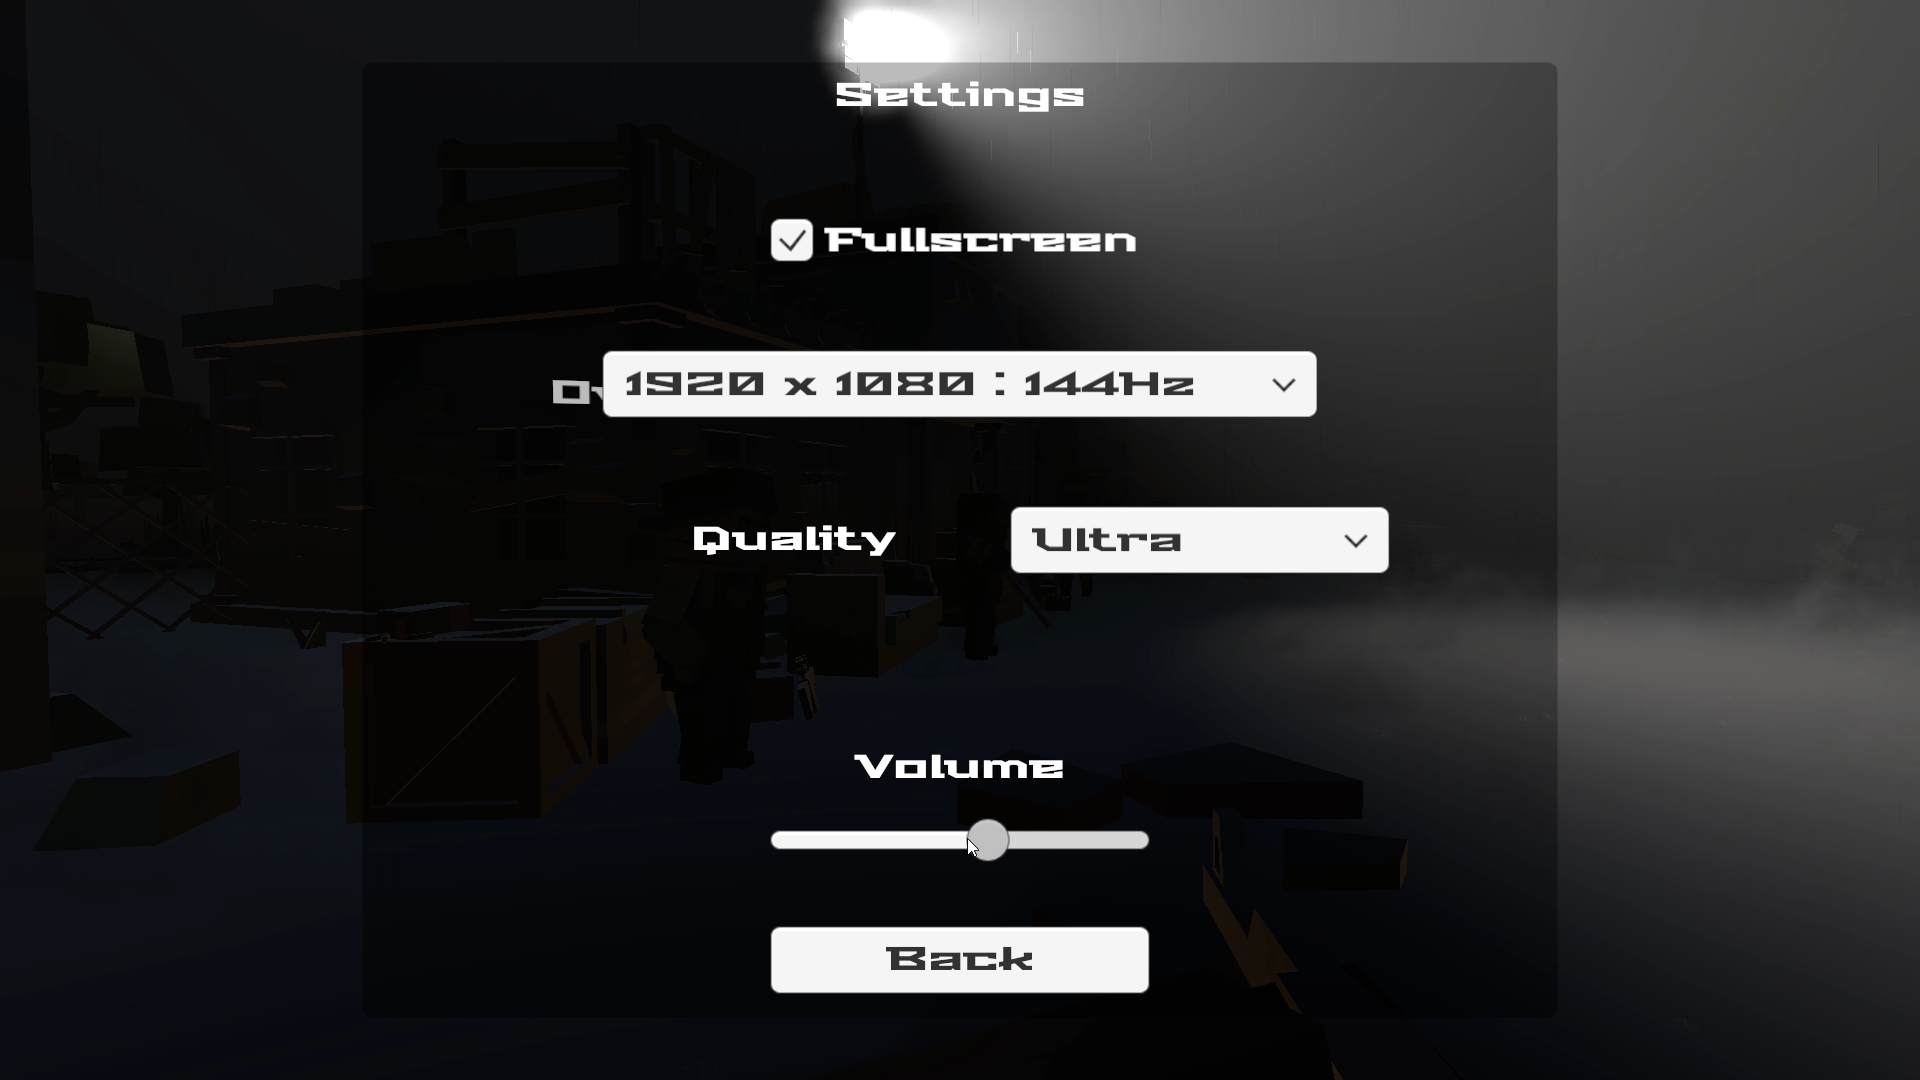 Settings
Fullscreen
1920 x 1080 : 144Hz
Quality
Ultra
Volume
Back